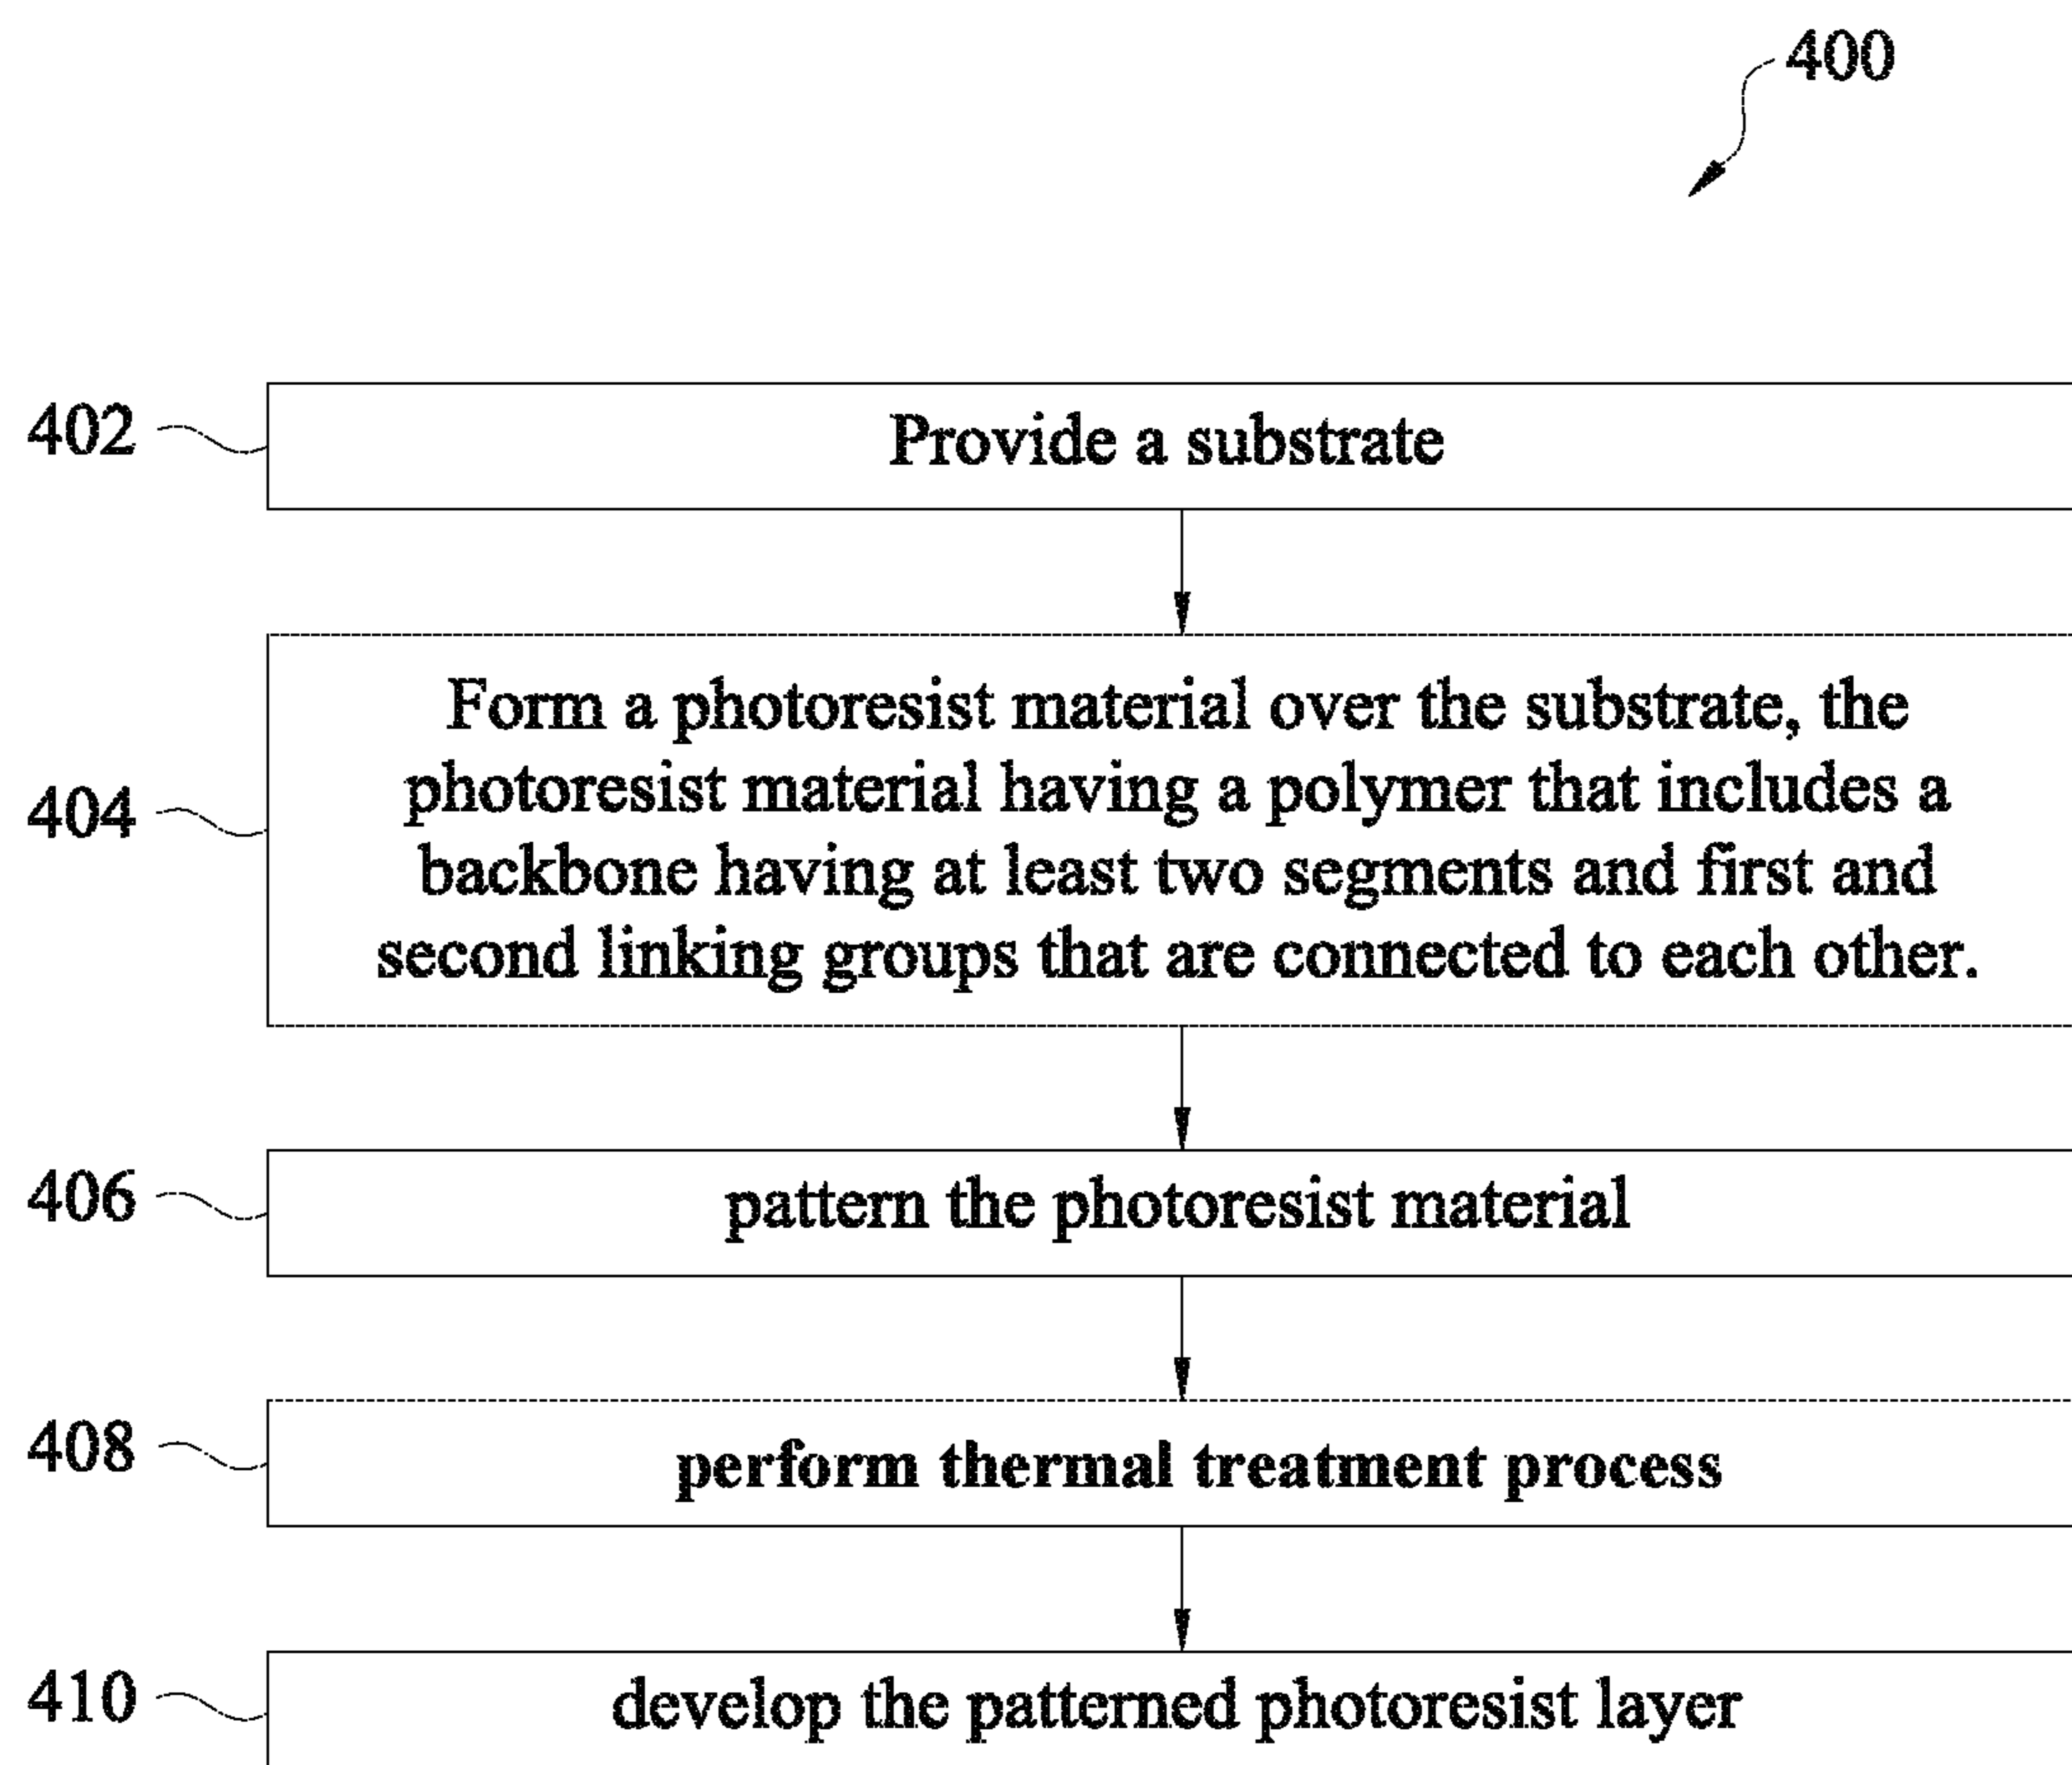 400
402
Provide a substrate
404
Form a photoresist material over the substrate, the
photoresist material having a polymer that includes a
backbone having at least two segments and first and
second linking groups that are connected to each other.
406
pattern the photoresist material
408
perform thermal treatment process
410
develop the patterned photoresist layer